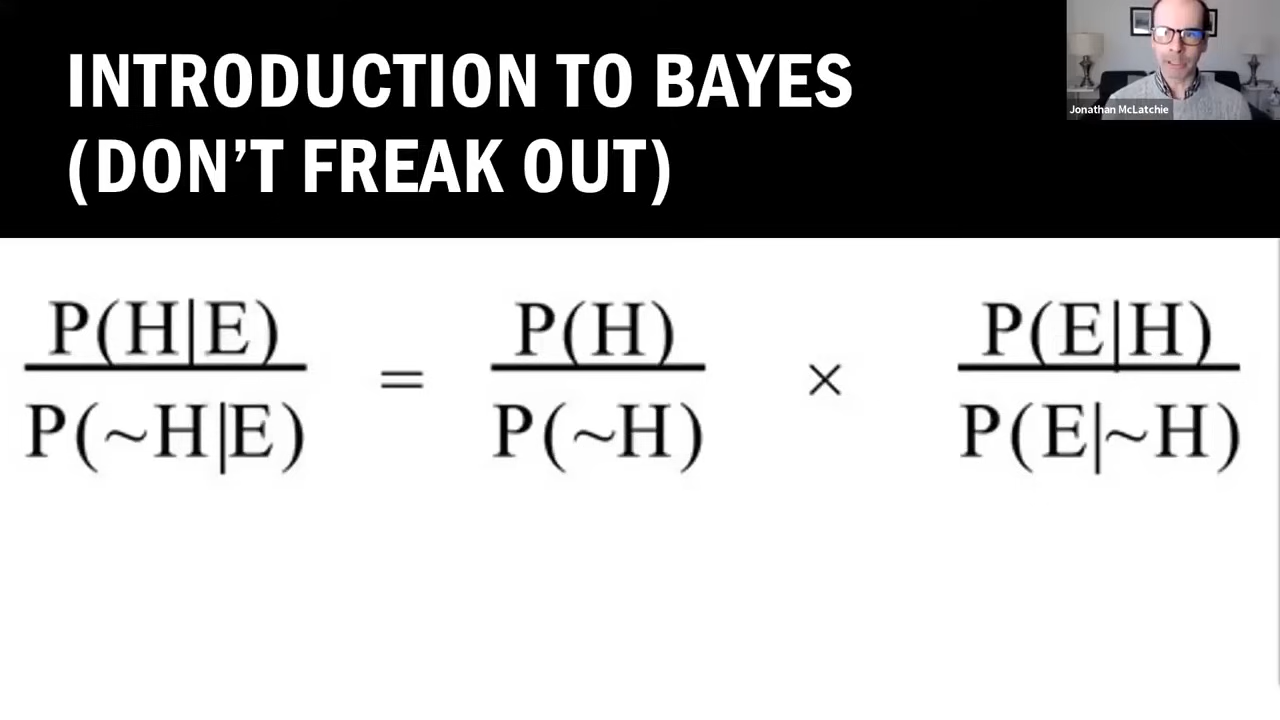 INTRODUCTION TO BAYES
(DON’T FREAK OUT)
Jonathan McLatchie
P(H|E)
P(~H|E)
=
P(H)
P(~H)
×
P(E|H)
P(E|~H)